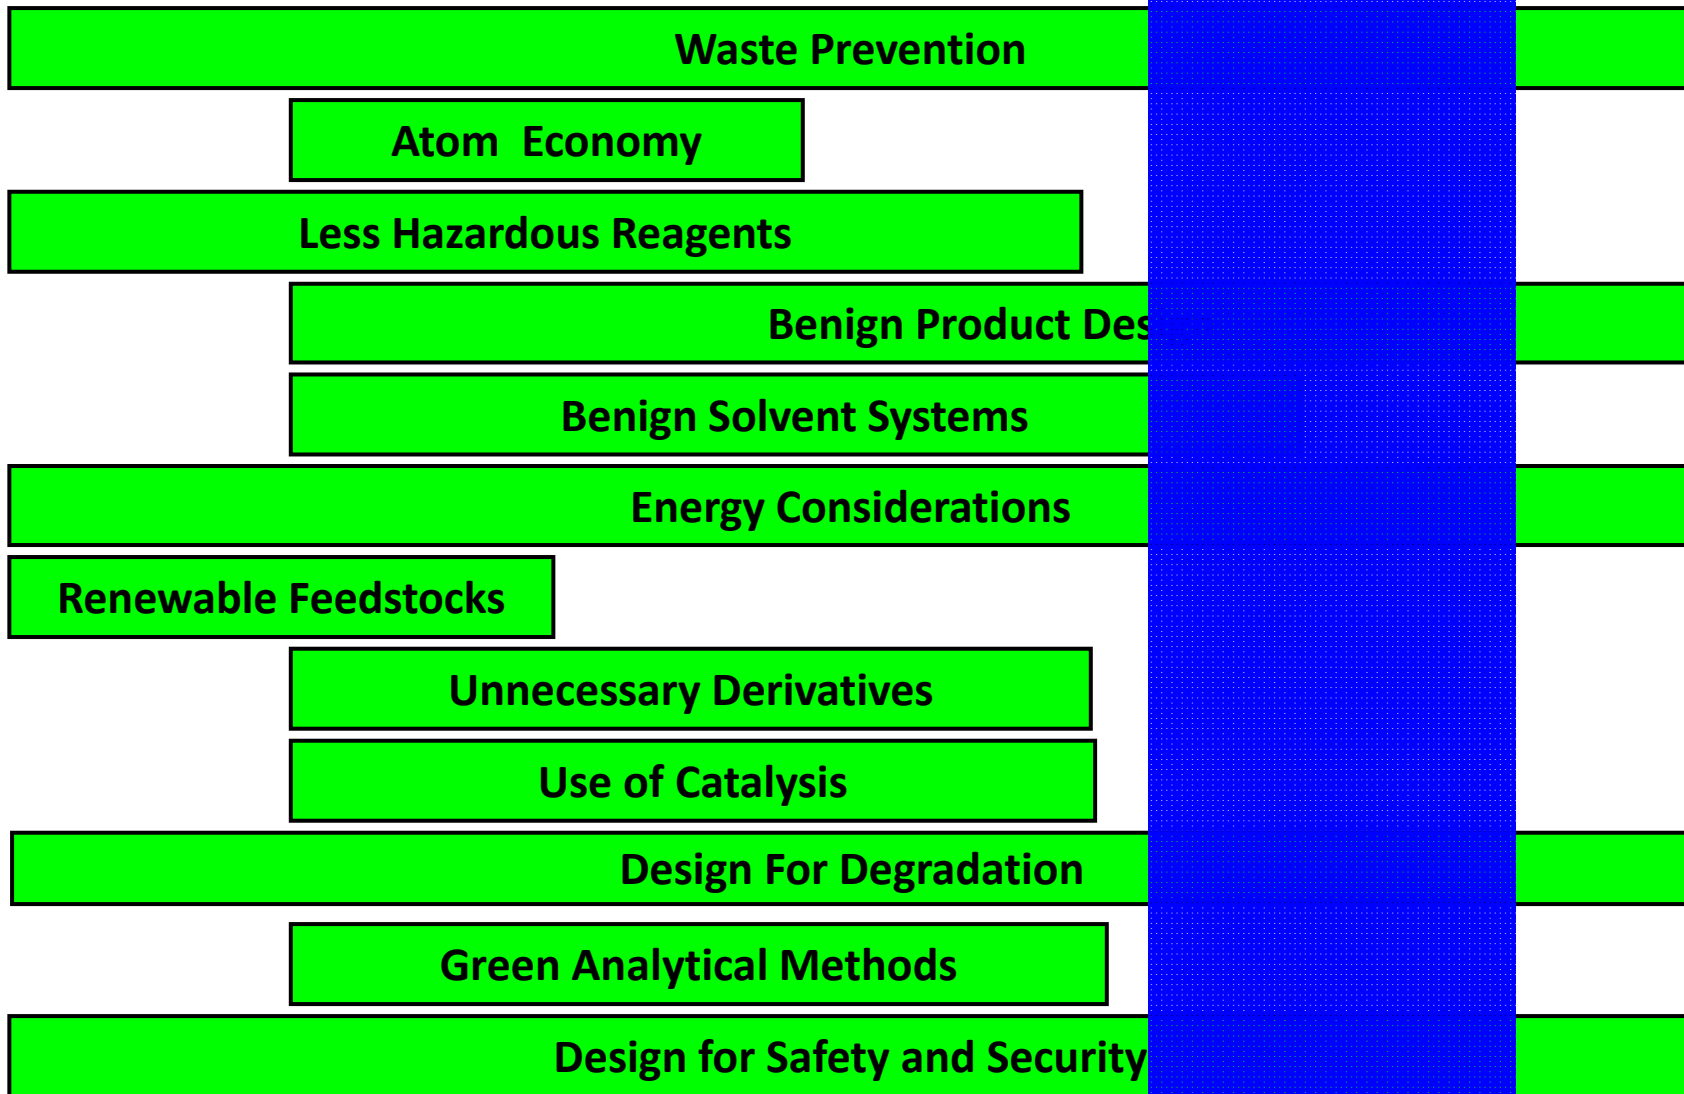 Waste Prevention
Atom Economy
Less Hazardous Reagents
Benign Product Des
Benign Solvent Systems
Energy Considerations
Renewable Feedstocks
Unnecessary Derivatives
Use of Catalysis
Design For Degradation
Green Analytical Methods
Design for Safety and Security